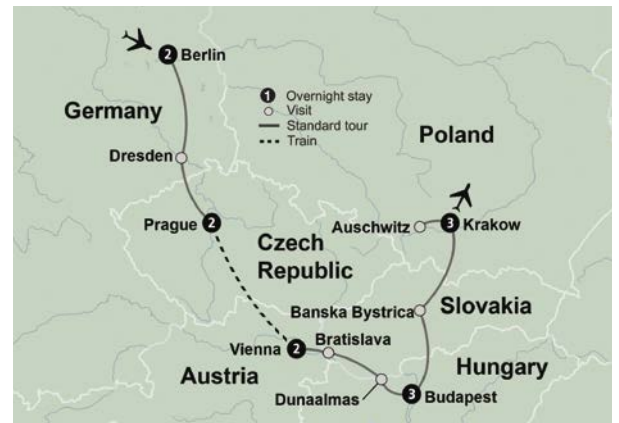 2 Berlin
1 Overnight stay
Visit
Standard tour
Train
Germany
Poland
Dresden
Prague 2
Auschwitz
3 Krakow
Czech
Republic
Banska Bystrica
Slovakia
Vienna 2
Bratislava
Austria
Hungary
Dunaalmas
3 Budapest